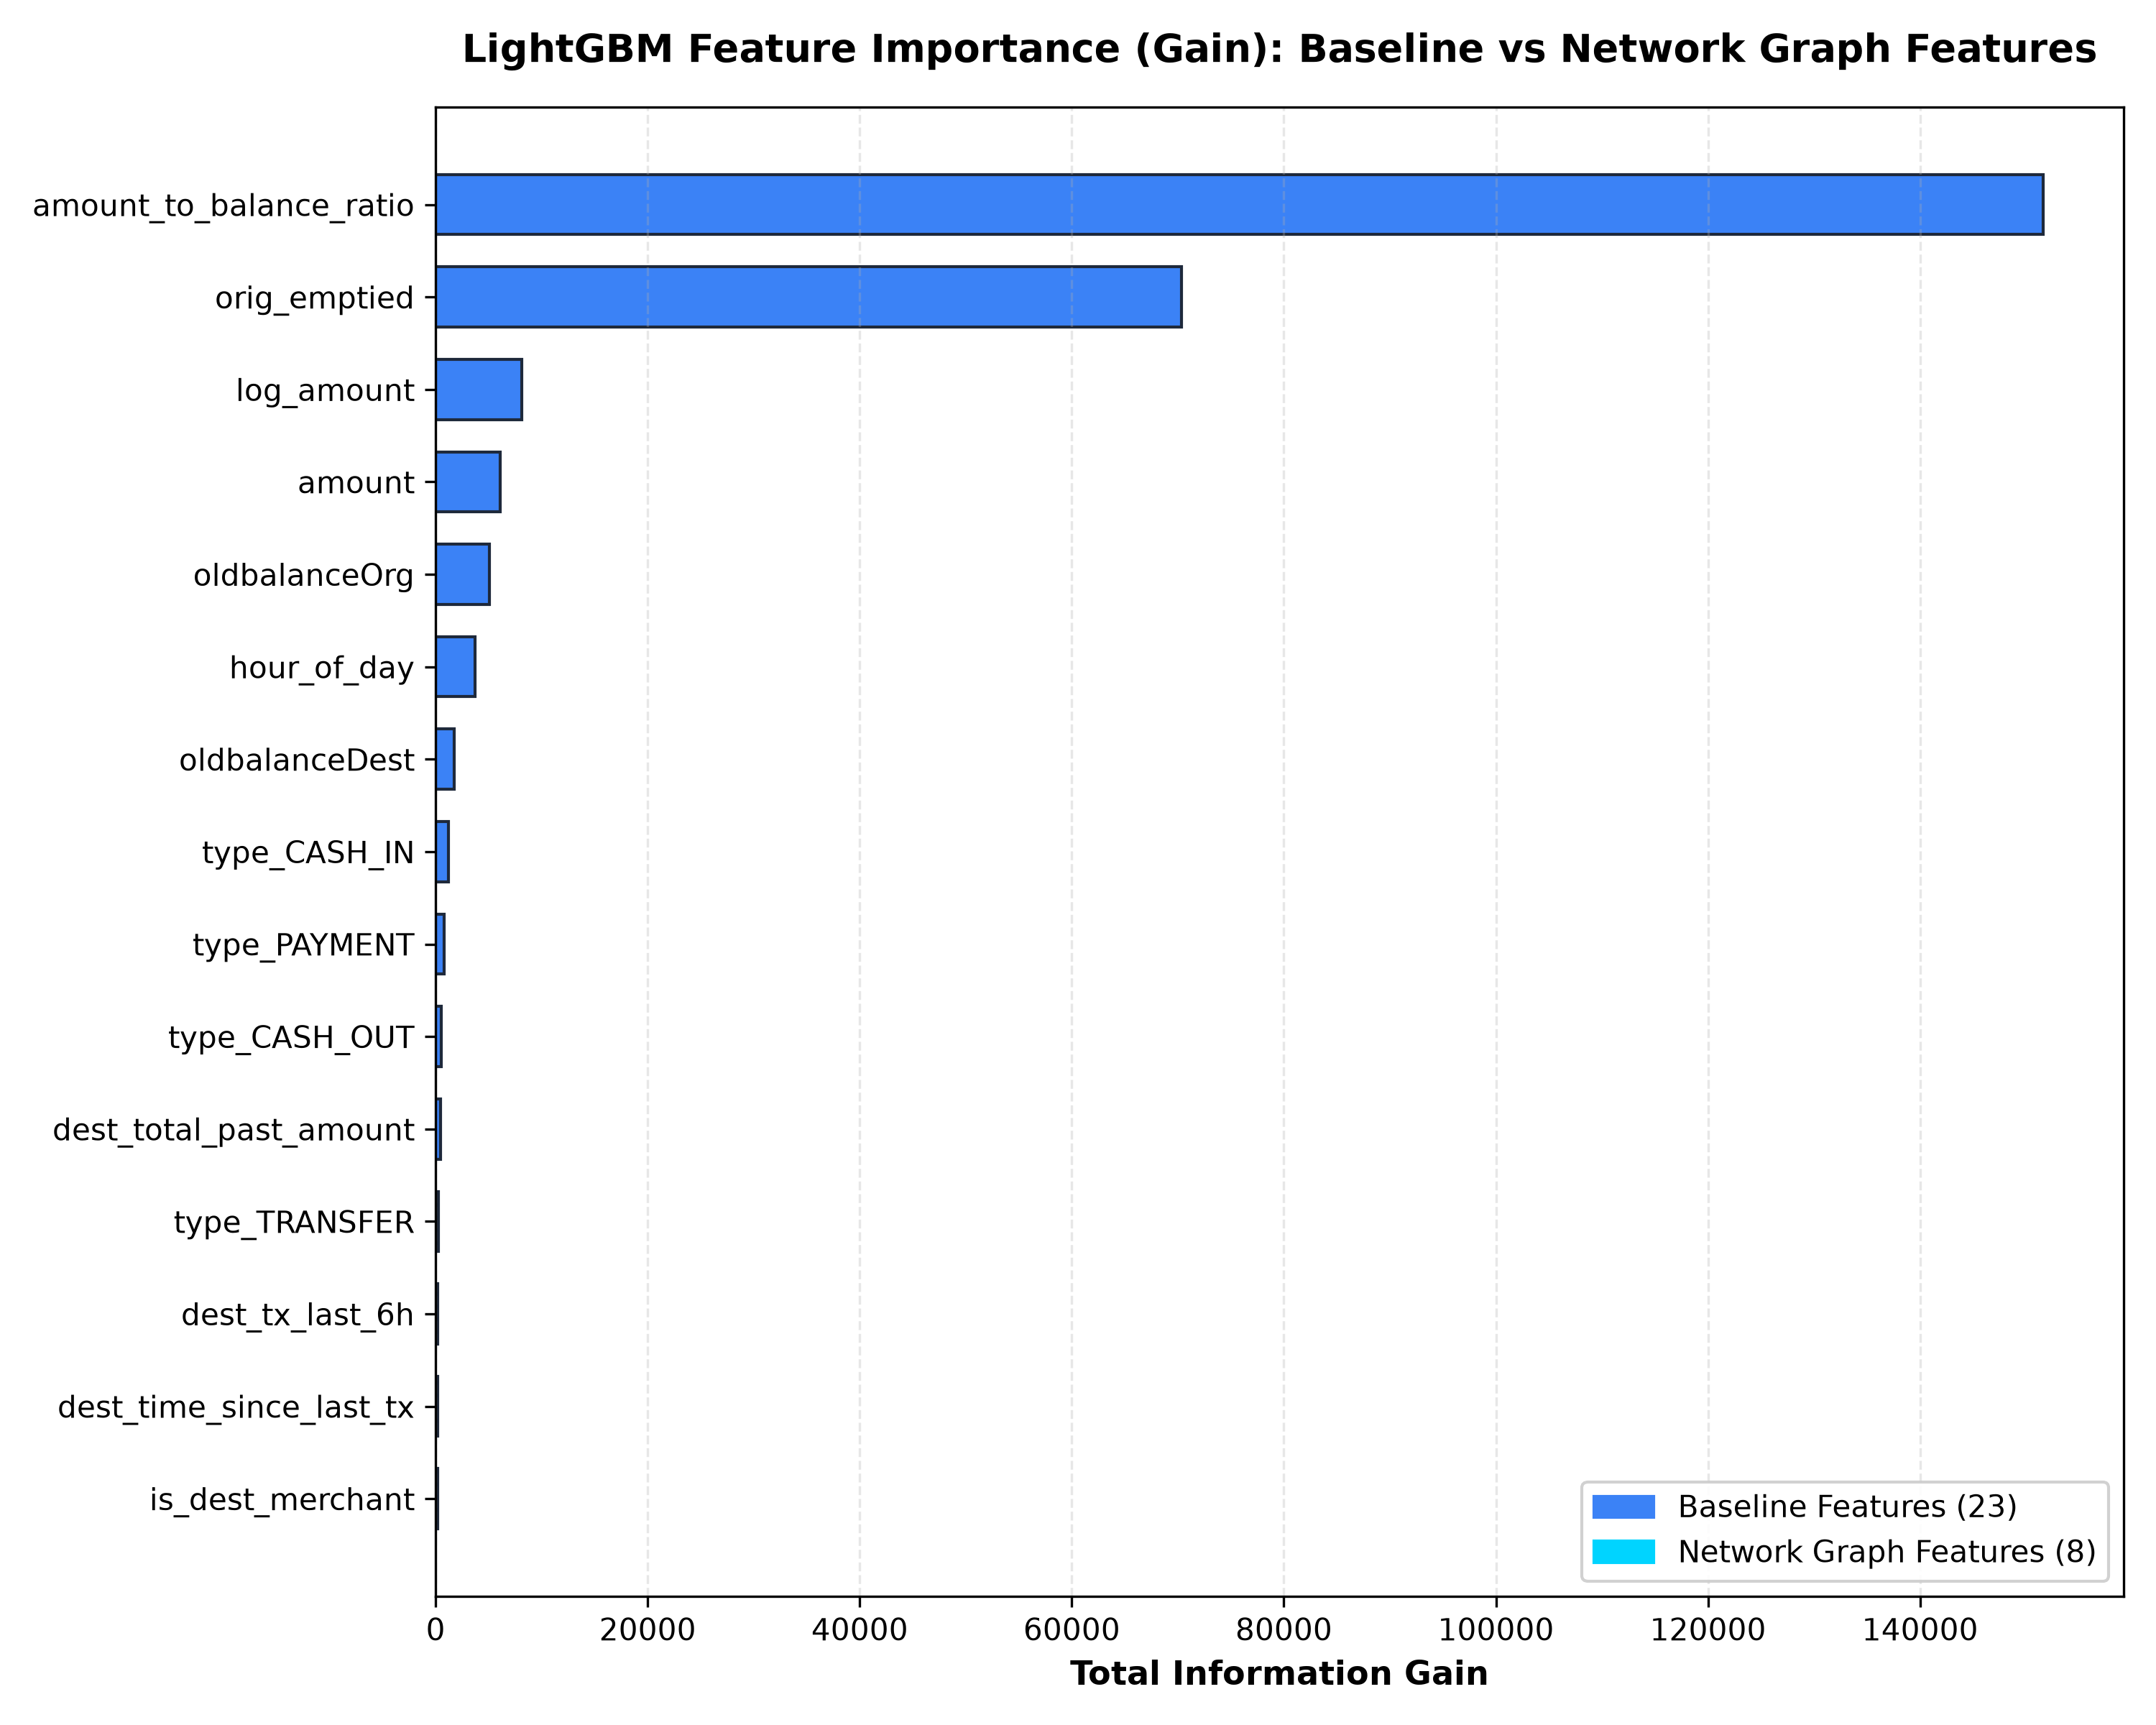 LightGBM Feature Importance (Gain): Baseline vs Network Graph Features
amount_to_balance_ratio
orig_emptied
log_amount
amount
oldbalanceOrg
hour_of_day
oldbalanceDest
type_CASH_IN
type_PAYMENT
type_CASH_OUT
dest_total_past_amount
type_TRANSFER
dest_tx_last_6h
dest_time_since_last_tx
is_dest_merchant
Baseline Features (23)
Network Graph Features (8)
0 20000 40000 60000 80000 100000 120000 140000
Total Information Gain